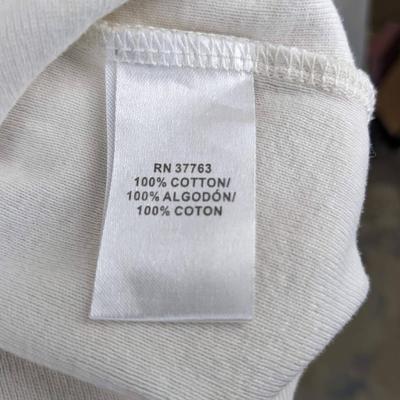 RN 37763
100% COTTON/
100% ALGODÓN/
100% COTON